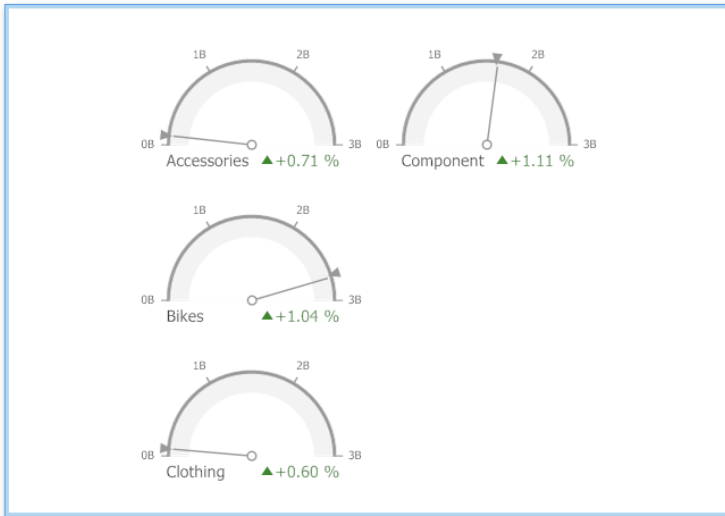 1B 2B
0B 3B
Accessories ▲+0.71 %
1B 2B
0B 3B
Component ▲+1.11 %
1B 2B
0B 3B
Bikes ▲+1.04 %
1B 2B
0B 3B
Clothing ▲+0.60 %